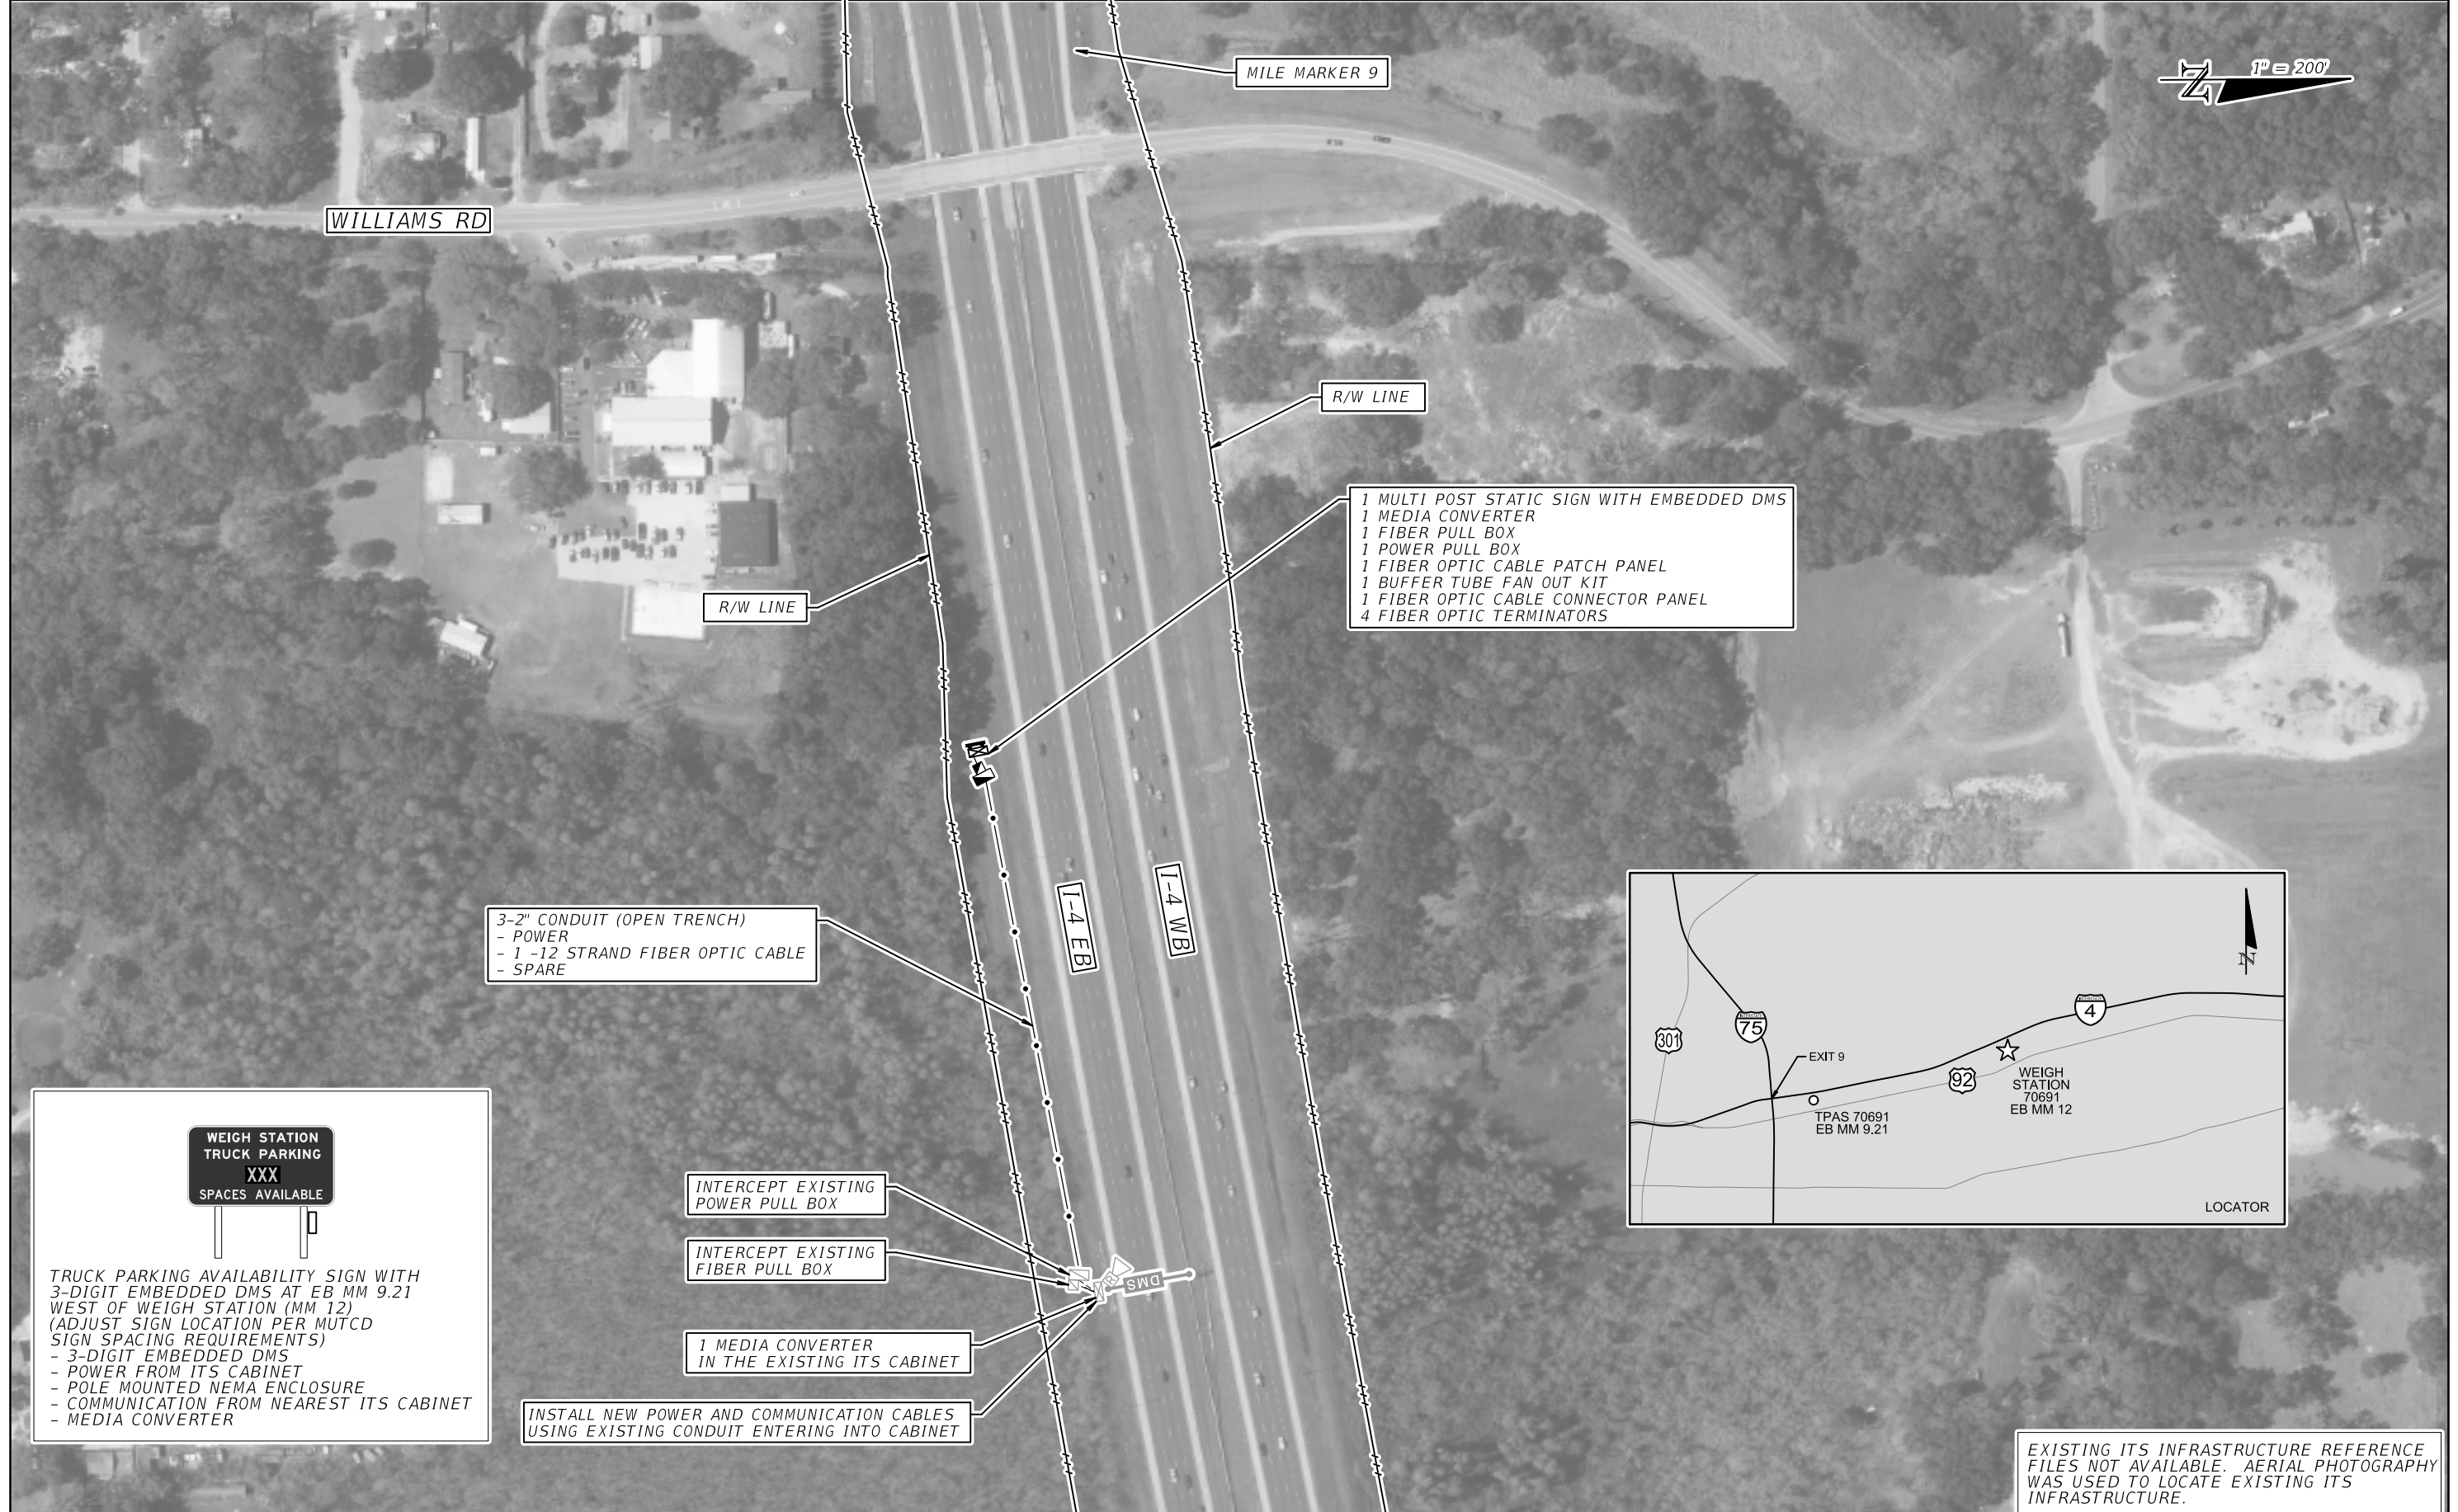 MILE MARKER 9
N
1" = 200'
WILLIAMS RD
R/W LINE
1 MULTI POST STATIC SIGN WITH EMBEDDED DMS
1 MEDIA CONVERTER
1 FIBER PULL BOX
1 POWER PULL BOX
1 FIBER OPTIC CABLE PATCH PANEL
1 BUFFER TUBE FAN OUT KIT
1 FIBER OPTIC CABLE CONNECTOR PANEL
4 FIBER OPTIC TERMINATORS
R/W LINE
3-2" CONDUIT (OPEN TRENCH)
- POWER
- 1 -12 STRAND FIBER OPTIC CABLE
- SPARE
I-4 EB
I-4 WB
N
INTERSTATE
4
INTERSTATE
75
301
EXIT 9
92
WEIGH
STATION
70691
EB MM 12
TPAS 70691
EB MM 9.21
LOCATOR
WEIGH STATION
TRUCK PARKING
XXX
SPACES AVAILABLE
TRUCK PARKING AVAILABILITY SIGN WITH
3-DIGIT EMBEDDED DMS AT EB MM 9.21
WEST OF WEIGH STATION (MM 12)
(ADJUST SIGN LOCATION PER MUTCD
SIGN SPACING REQUIREMENTS)
- 3-DIGIT EMBEDDED DMS
- POWER FROM ITS CABINET
- POLE MOUNTED NEMA ENCLOSURE
- COMMUNICATION FROM NEAREST ITS CABINET
- MEDIA CONVERTER
INTERCEPT EXISTING
POWER PULL BOX
INTERCEPT EXISTING
FIBER PULL BOX
DMS
1 MEDIA CONVERTER
IN THE EXISTING ITS CABINET
INSTALL NEW POWER AND COMMUNICATION CABLES
USING EXISTING CONDUIT ENTERING INTO CABINET
EXISTING ITS INFRASTRUCTURE REFERENCE
FILES NOT AVAILABLE. AERIAL PHOTOGRAPHY
WAS USED TO LOCATE EXISTING ITS
INFRASTRUCTURE.